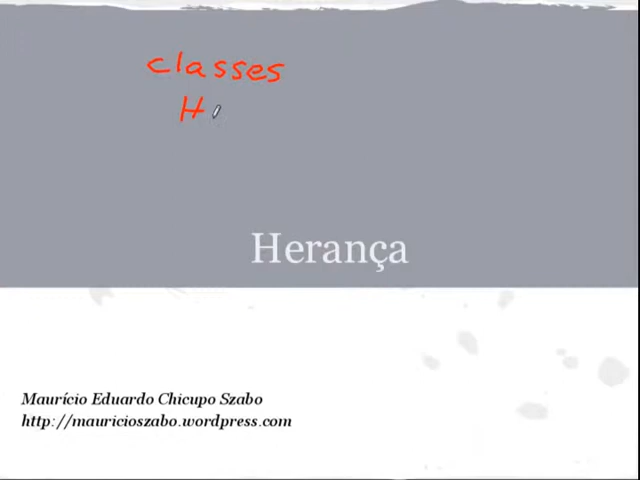 classes
H
Herança
Maurício Eduardo Chicupo Szabo
http://mauricioszabo.wordpress.com